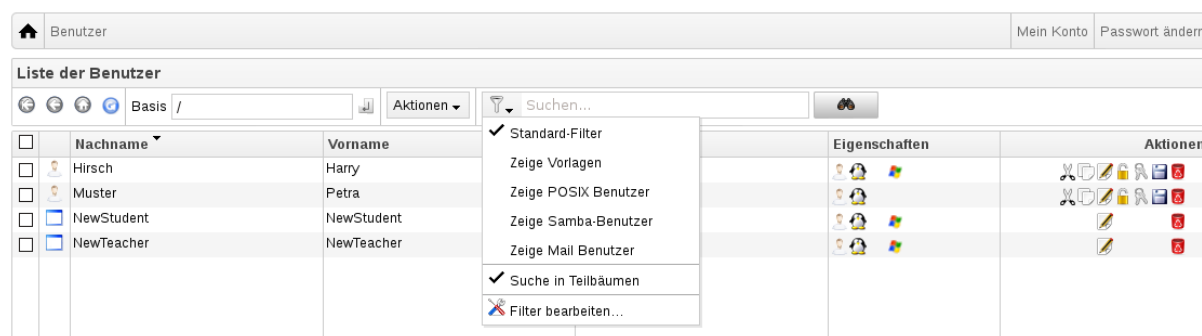 Benutzer Mein Konto Passwort änderr
Liste der Benutzer
Basis / Aktionen Suchen...
Nachname Vorname Eigenschaften Aktionen
Standard-Filter
Hirsch Harry
Zeige Vorlagen
Muster Petra
Zeige POSIX Benutzer
NewStudent NewStudent
Zeige Samba-Benutzer
NewTeacher NewTeacher
Zeige Mail Benutzer
Suche in Teilbäumen
Filter bearbeiten...